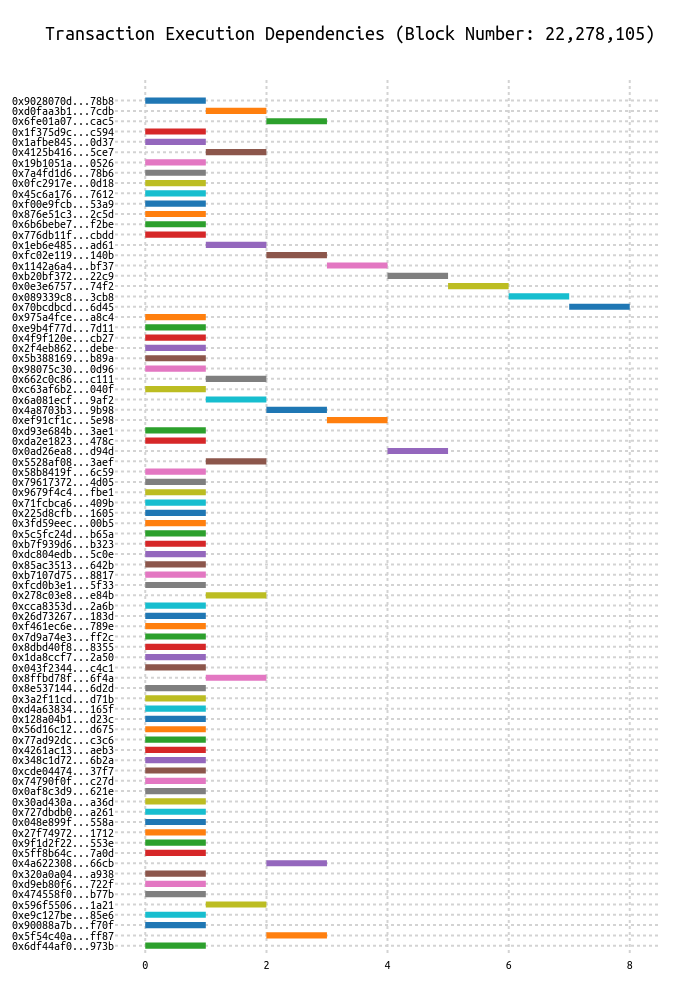 Transaction Execution Dependencies (Block Number: 22,278,105)
0x9028070d...78b8
0xd0faa3b1...7cdb
0x6fe01a07...cac5
0x1f375d9c...c594
0x1afbe845...0d37
0x4125b416...5ce7
0x19b1051a...0526
0x7a4fd1d6...78b6
0x0fc2917e...0d18
0x45c6a176...7612
0xf00e9fcb...53a9
0x876e51c3...2c5d
0x6b6bebe7...f2be
0x776db11f...cbdd
0x1eb6e485...ad61
0xfc02e119...140b
0x1142a6a4...bf37
0xb20bf372...22c9
0x0e3e6757...74f2
0x089339c8...3cb8
0x70bcdbcd...6d45
0x975a4fce...a8c4
0xe9b4f77d...7d11
0x4f9f120e...cb27
0x2f4eb862...debe
0x5b388169...b89a
0x98075c30...0d96
0x662c0c86...c111
0xc63af6b2...040f
0x6a081ecf...9af2
0x4a8703b3...9b98
0xef91cf1c...5e98
0xd93e684b...3ae1
0xda2e1823...478c
0x0ad26ea8...d94d
0x5528af08...3aef
0x58b8419f...6c59
0x79617372...4d05
0x9679f4c4...fbe1
0x71fcbca6...409b
0x225d8cfb...1605
0x3fd59eec...00b5
0x5c5fc24d...b65a
0xb7f939d6...b323
0xdc804edb...5c0e
0x85ac3513...642b
0xb7107d75...8817
0xfcd0b3e1...5f33
0x278c03e8...e84b
0xcca8353d...2a6b
0x26d73267...183d
0xf461ec6e...789e
0x7d9a74e3...ff2c
0x8dbd40f8...8355
0x1da8ccf7...2a50
0x043f2344...c4c1
0x8ffbd78f...6f4a
0x8e537144...6d2d
0x3a2f11cd...d71b
0xd4a63834...165f
0x128a04b1...d23c
0x56d16c12...d675
0x77ad92dc...c3c6
0x4261ac13...aeb3
0x348c1d72...6b2a
0xcde04474...37f7
0x74790f0f...c27d
0x0af8c3d9...621e
0x30ad430a...a36d
0x727dbdb0...a261
0x048e899f...558a
0x27f74972...1712
0x9f1d2f22...553e
0x5ff8b64c...7a0d
0x4a622308...66cb
0x320a0a04...a938
0xd9eb80f6...722f
0x474558f0...b77b
0x596f5506...1a21
0xe9c127be...85e6
0x90088a7b...f70f
0x5f54c40a...ff87
0x6df44af0...973b
0 2 4 6 8